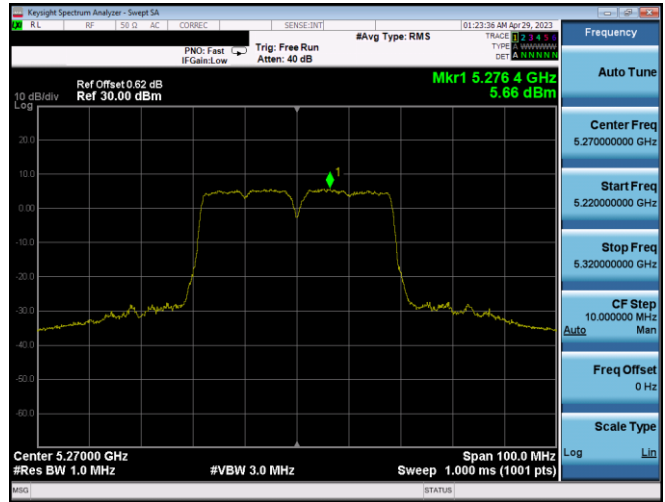 Keysight Spectrum Analyzer - Swept SA
RL RF 50 Ω AC CORREC SENSE:INT 01:23:36 AM Apr 29, 2023
#Avg Type: RMS TRACE 1 2 3 4 5 6
PNO: Fast Trig: Free Run TYPE A WWWWW
IFGain:Low Atten: 40 dB DET A N N N N N
Mkr1 5.276 4 GHz
5.66 dBm
Ref Offset 0.62 dB
10 dB/div Ref 30.00 dBm
Log
1
20.0
10.0
0.00
-10.0
-20.0
-30.0
-40.0
-50.0
-60.0
Center 5.27000 GHz Span 100.0 MHz
#Res BW 1.0 MHz #VBW 3.0 MHz Sweep 1.000 ms (1001 pts)
MSG STATUS
Frequency
Auto Tune
Center Freq
5.270000000 GHz
Start Freq
5.220000000 GHz
Stop Freq
5.320000000 GHz
CF Step
10.000000 MHz
Auto Man
Freq Offset
0 Hz
Scale Type
Log Lin